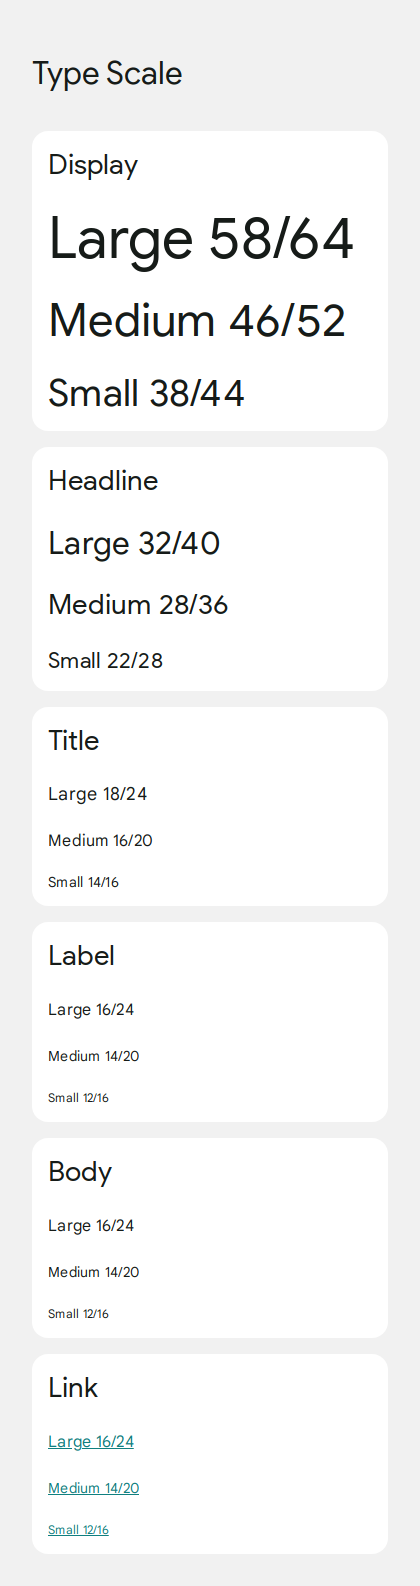 Type Scale
Display
Large 58/64
Medium 46/52
Small 38/44
Headline
Large 32/40
Medium 28/36
Small 22/28
Title
Large 18/24
Medium 16/20
Small 14/16
Label
Large 16/24
Medium 14/20
Small 12/16
Body
Large 16/24
Medium 14/20
Small 12/16
Link
Large 16/24
Medium 14/20
Small 12/16